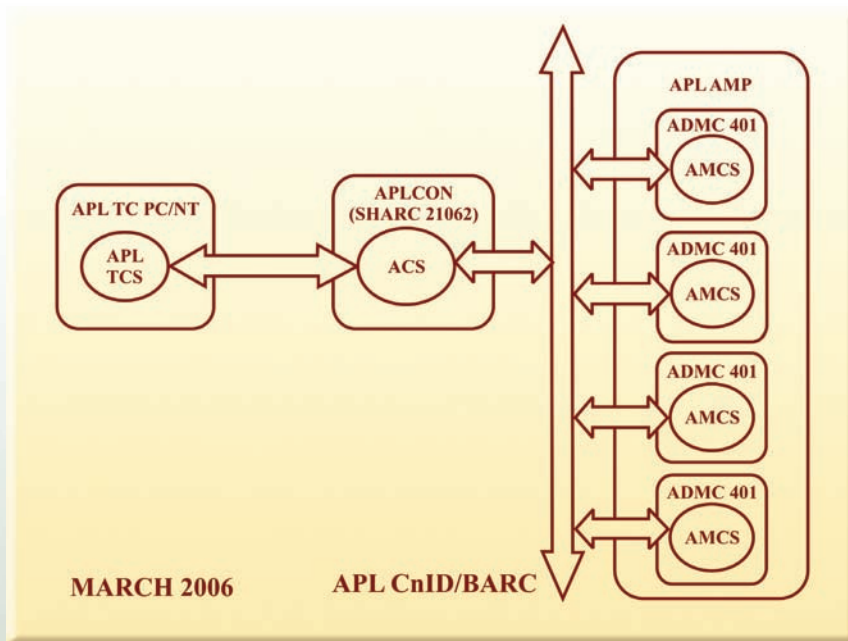 APL TC PC/NT
APL
TCS
APLCON
(SHARC 21062)
ACS
APL AMP
ADMC 401
AMCS
ADMC 401
AMCS
ADMC 401
AMCS
ADMC 401
AMCS
MARCH 2006
APL CnID/BARC